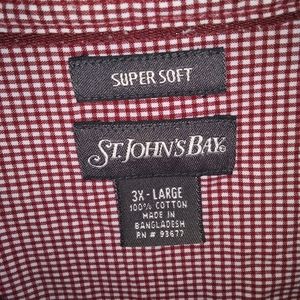 SUPER SOFT
ST. JOHN'S BAY®
3X-LARGE
100% COTTON
MADE IN
BANGLADESH
RN # 93677